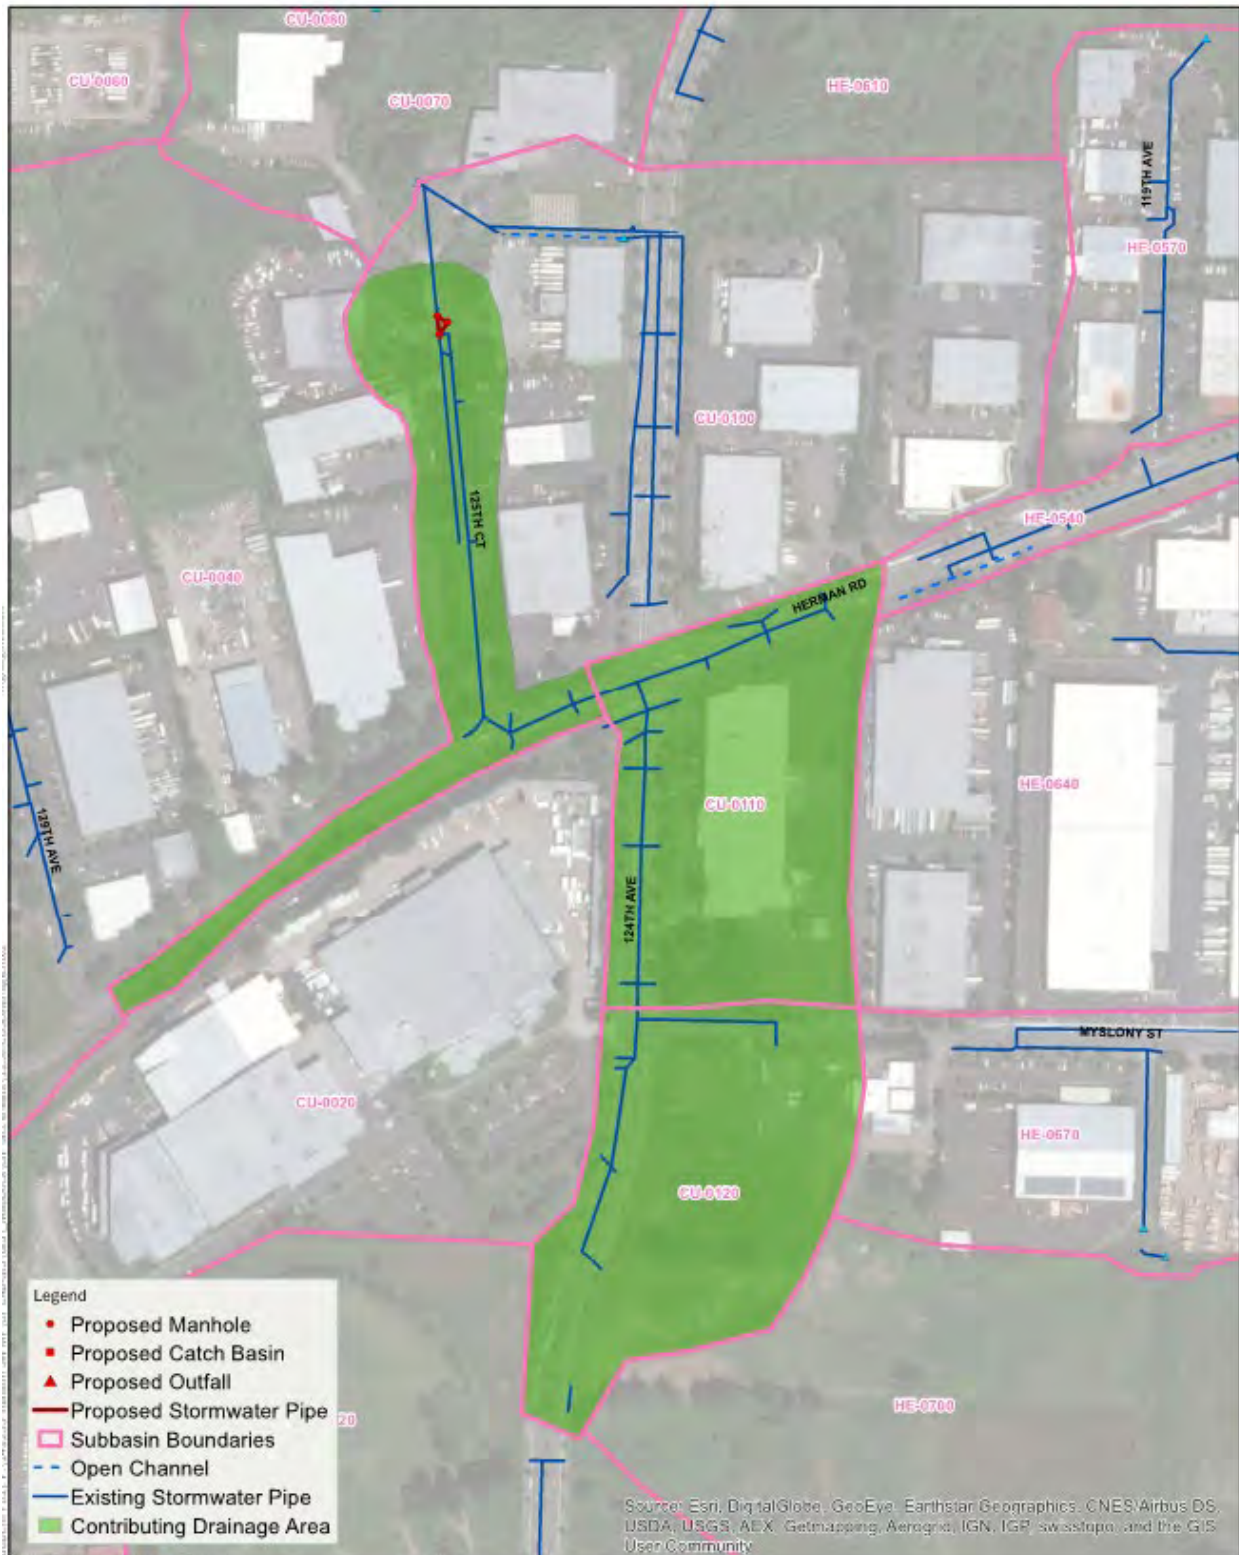 CU-0080
CU-0060
CU-0070
HE-0610
119TH AVE
HE-0570
CU-0100
125TH CT
HE-0540
CU-0040
HERMAN RD
HE-0640
CU-0110
129TH AVE
124TH AVE
MYSLONY ST
CU-0020
HE-0670
CU-0120
HE-0700
20
Legend
Proposed Manhole
Proposed Catch Basin
Proposed Outfall
Proposed Stormwater Pipe
Subbasin Boundaries
Open Channel
Existing Stormwater Pipe
Contributing Drainage Area
Source: Esri, DigitalGlobe, GeoEye, Earthstar Geographics, CNES/Airbus DS,
USDA, USGS, AEX, Getmapping, Aerogrid, IGN, IGP, swisstopo, and the GIS
User Community